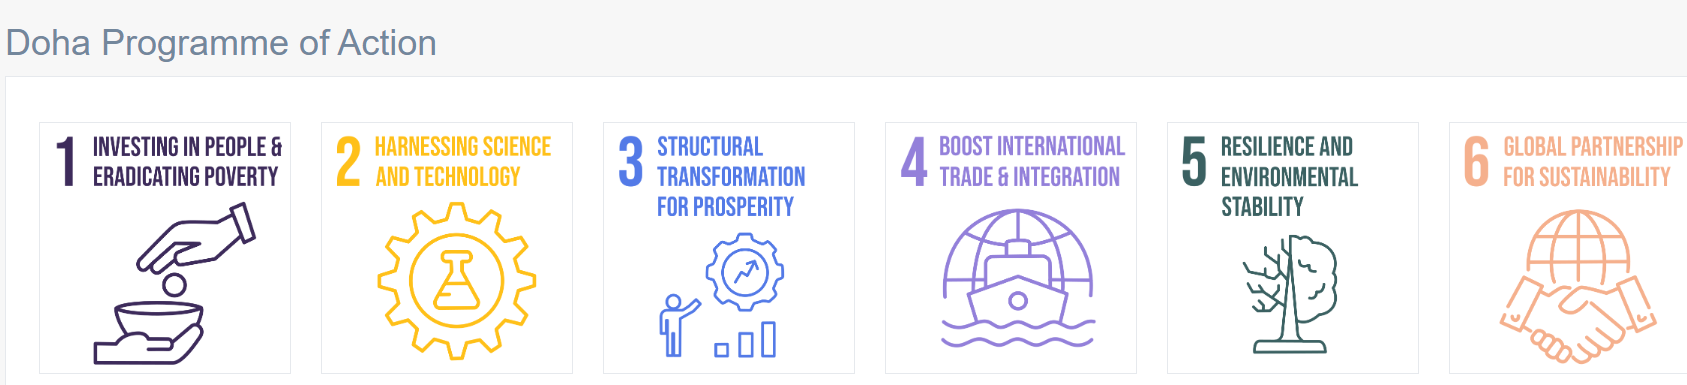 Doha Programme of Action
1 INVESTING IN PEOPLE &
ERADICATING POVERTY
2 HARNESSING SCIENCE
AND TECHNOLOGY
3 STRUCTURAL
TRANSFORMATION
FOR PROSPERITY
4 BOOST INTERNATIONAL
TRADE & INTEGRATION
5 RESILIENCE AND
ENVIRONMENTAL
STABILITY
6 GLOBAL PARTNERSHIP
FOR SUSTAINABILITY